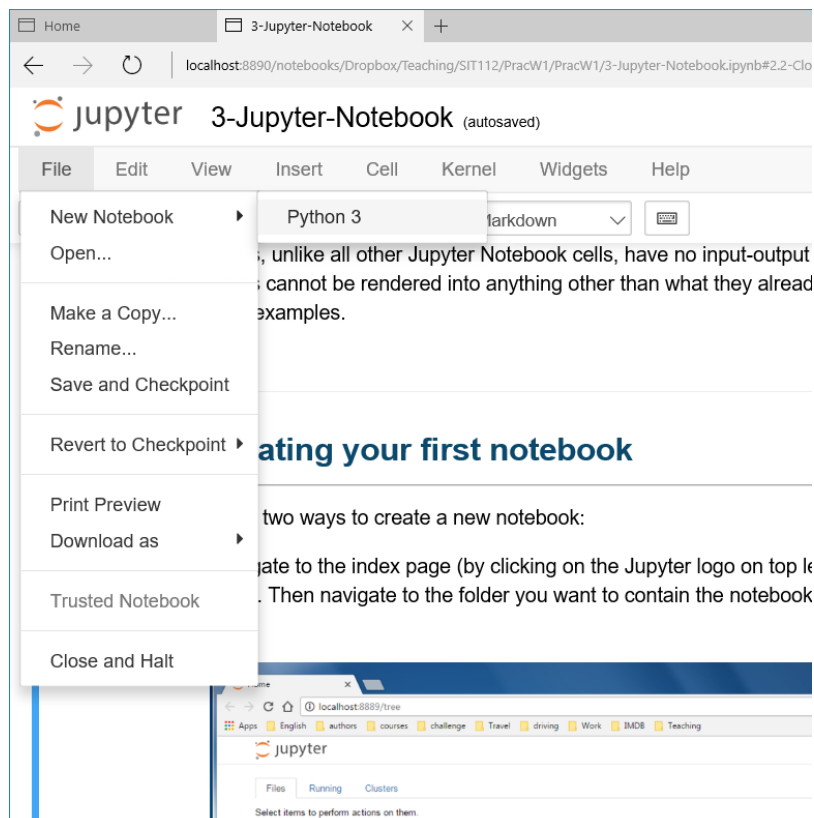 Home
3-Jupyter-Notebook
localhost:8890/notebooks/Dropbox/Teaching/SIT112/PracW1/PracW1/3-Jupyter-Notebook.ipynb#2.2-Clo
jupyter 3-Jupyter-Notebook (autosaved)
File Edit View Insert Cell Kernel Widgets Help
New Notebook
Python 3
Markdown
Open...
, unlike all other Jupyter Notebook cells, have no input-output
cannot be rendered into anything other than what they alread
Make a Copy...
examples.
Rename...
Save and Checkpoint
Revert to Checkpoint
ating your first notebook
Print Preview
two ways to create a new notebook:
Download as
gate to the index page (by clicking on the Jupyter logo on top le
Trusted Notebook
. Then navigate to the folder you want to contain the notebook
Close and Halt
Home
localhost:8889/tree
Apps English authors courses challenge Travel driving Work IMDB Teaching
jupyter
Files Running Clusters
Select items to perform actions on them.